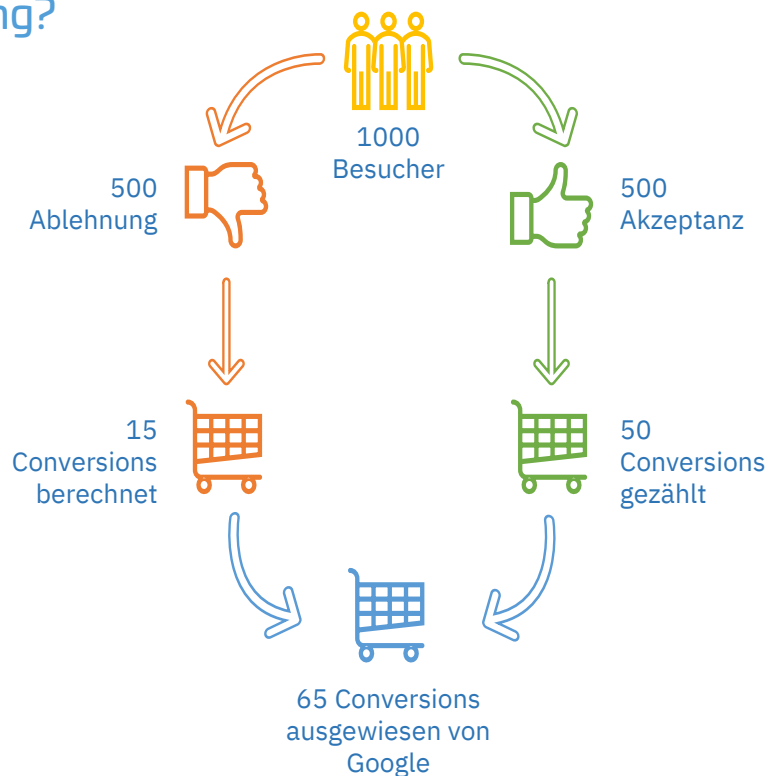 ng?
1000
Besucher
500
Ablehnung
500
Akzeptanz
15
Conversions
berechnet
50
Conversions
gezählt
65 Conversions
ausgewiesen von
Google